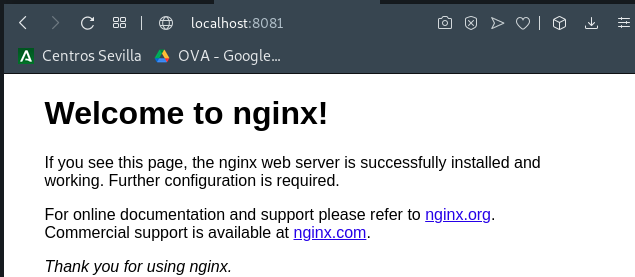 localhost:8081
Centros Sevilla OVA - Google...
Welcome to nginx!
If you see this page, the nginx web server is successfully installed and
working. Further configuration is required.
For online documentation and support please refer to nginx.org.
Commercial support is available at nginx.com.
Thank you for using nginx.